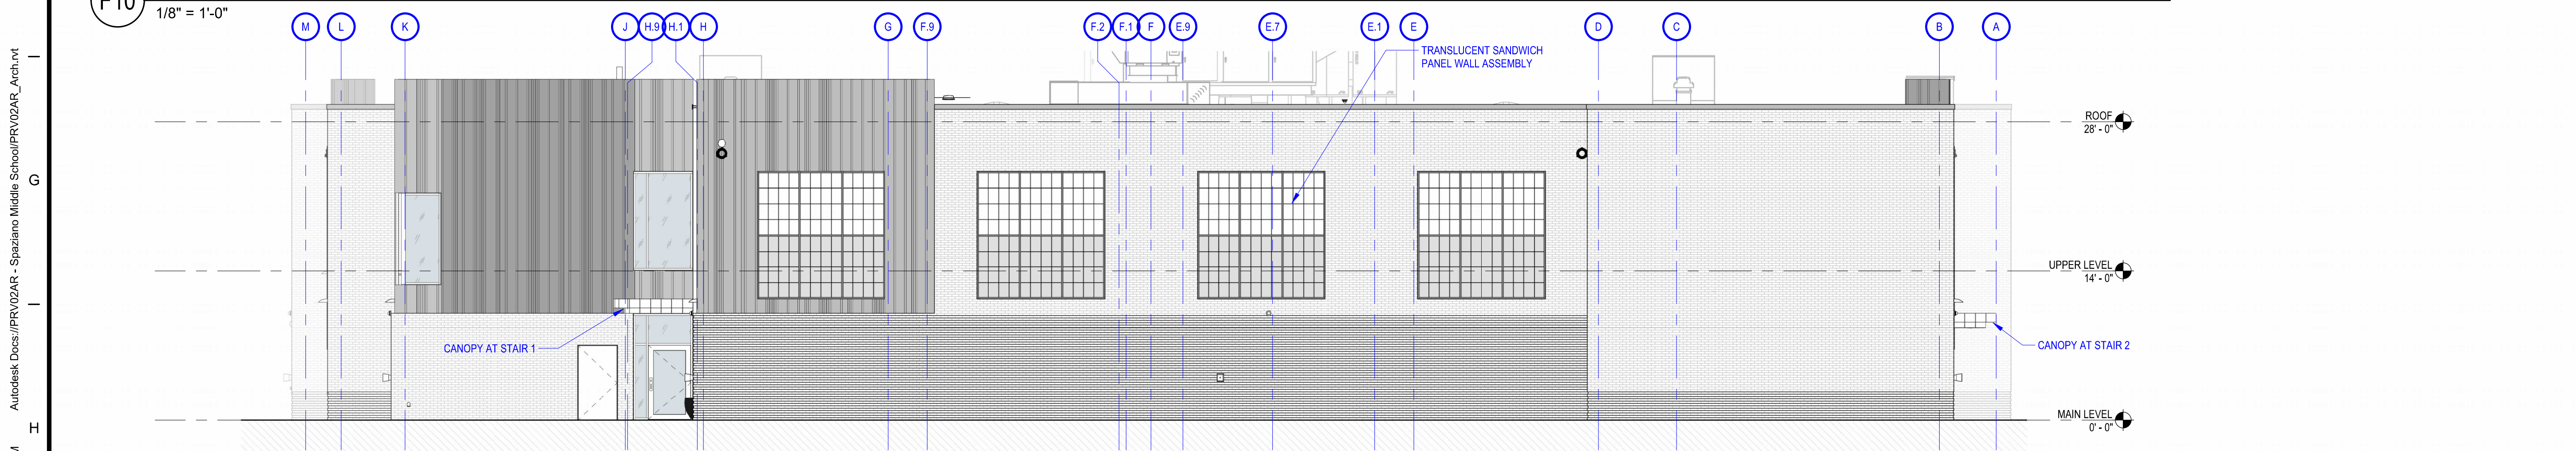 F10
1/8" = 1'-0"
M L K J H.9 H.1 H G F.9 F.2 F.1 F E.9 E.7 E.1 E D C B A
TRANSLUCENT SANDWICH
PANEL WALL ASSEMBLY
ROOF
28' - 0"
G
UPPER LEVEL
14' - 0"
CANOPY AT STAIR 1
CANOPY AT STAIR 2
MAIN LEVEL
0' - 0"
H
Autodesk Docs://PRV02AR - Spaziano Middle School/PRV02AR_Arch.rvt
M